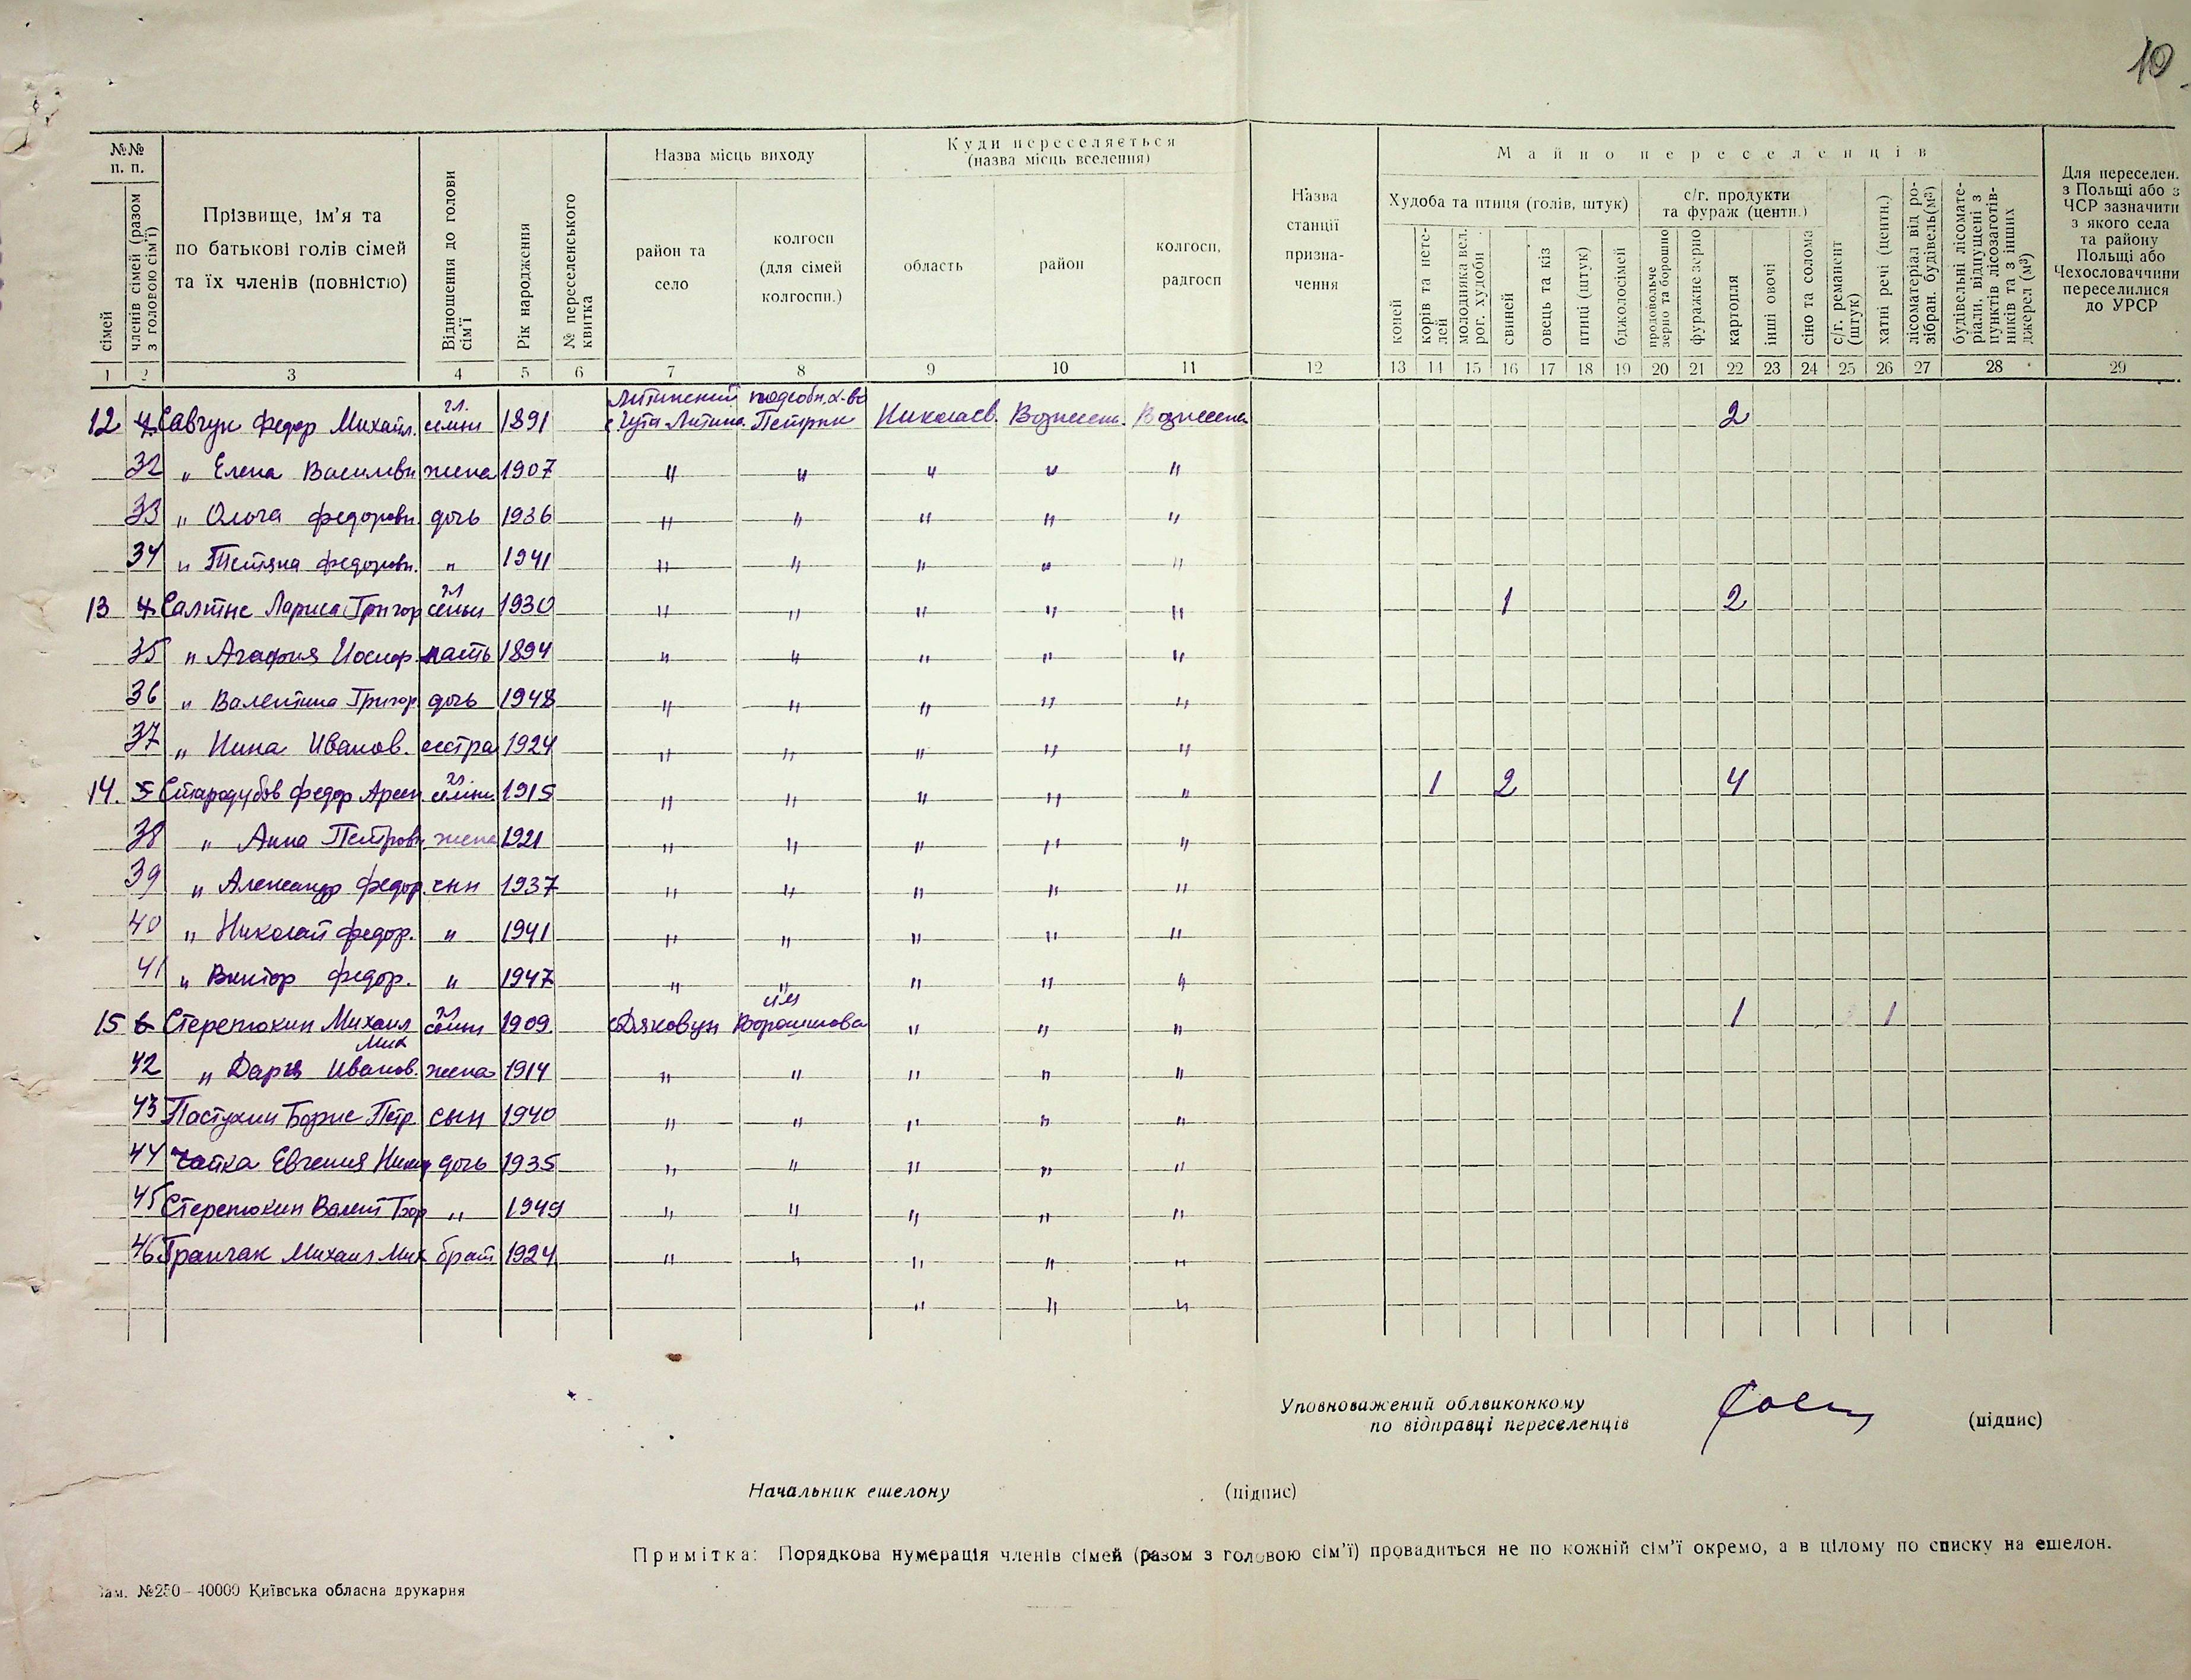 10
№№ п. п.
сімей
членів сімей (разом з головою сім'ї)
Прізвище, ім'я та по батькові голів сімей та їх членів (повністю)
Відношення до голови сім'ї
Рік народження
№ переселенського квитка
Назва місць виходу
район та село
колгосп (для сімей колгоспн.)
Куди переселяється (назва місць вселення)
область
район
колгосп, радгосп
Назва станції призначення
Майно переселенців
Худоба та птиця (голів, штук)
коней
корів та нетелей
молодняка вел. рог. худоби
свиней
овець та кіз
птиці (штук)
бджолосімей
с/г. продукти та фураж (центн.)
продовольче зерно та борошно
фуражне зерно
картопля
інші овочі
сіно та солома
с/г. реманент (штук)
хатні речі (центн.)
лісоматеріал від розібран. будівель (м³)
будівельні лісоматеріали, відпущені з пунктів лісозаготівників та з інших джерел (м³)
Для переселен. з Польщі або з ЧСР зазначити з якого села та району Польщі або Чехословаччини переселилися до УРСР
1 2 3 4 5 6 7 8 9 10 11 12 13 14 15 16 17 18 19 20 21 22 23 24 25 26 27 28 29
12 4 Савчук Федор Михайл. гл. семьи 1891 Литинский Литин. подсобн. х-во Николаев. Вознесен. Вознесен. 2
32 " Елена Васильевн жена 1907 " " " " "
33 " Ольга Федоровн. дочь 1936 " " " " "
34 " Тетяна Федоровн. " 1941 " " " " "
13 4 Лариса Григор гл семьи 1930 " " " " " 1 2
35 " Агафия Иосиф. мать 1894 " " " " "
36 " Валентина Григор. дочь 1948 " " " " "
37 " Нина Иванов. сестра 1924 " " " " "
14. 5 Стародубов Федор Арсен гл семьи 1915 " " " " " 1 2 4
38 " Анна Петровн жена 1921 " " " " "
39 " Александр Федор. сын 1937 " " " " "
40 " Николай Федор. " 1941 " " " " "
41 " Виктор Федор. " 1947 " " " " "
15 6 Стерепюкин Михаил Мих гл семьи 1909. с Дяковцы им Ворошилова " " " 1 1
42 " Дария Иванов. жена 1914 " " " " "
43 Пастухин Борис Петр. сын 1940 " " " " "
44 Чайка Евгения дочь 1935 " " " " "
45 Стерепюкин Валент " 1949 " " " " "
46 Грапчак Михаил Мих брат 1924 " " " " "
" " "
Уповноважений облвиконкому
по відправці переселенців (підпис)
Начальник ешелону (підпис)
Примітка: Порядкова нумерація членів сімей (разом з головою сім'ї) провадиться не по кожній сім'ї окремо, а в цілому по списку на ешелон.
Зам. №250—40000 Київська обласна друкарня